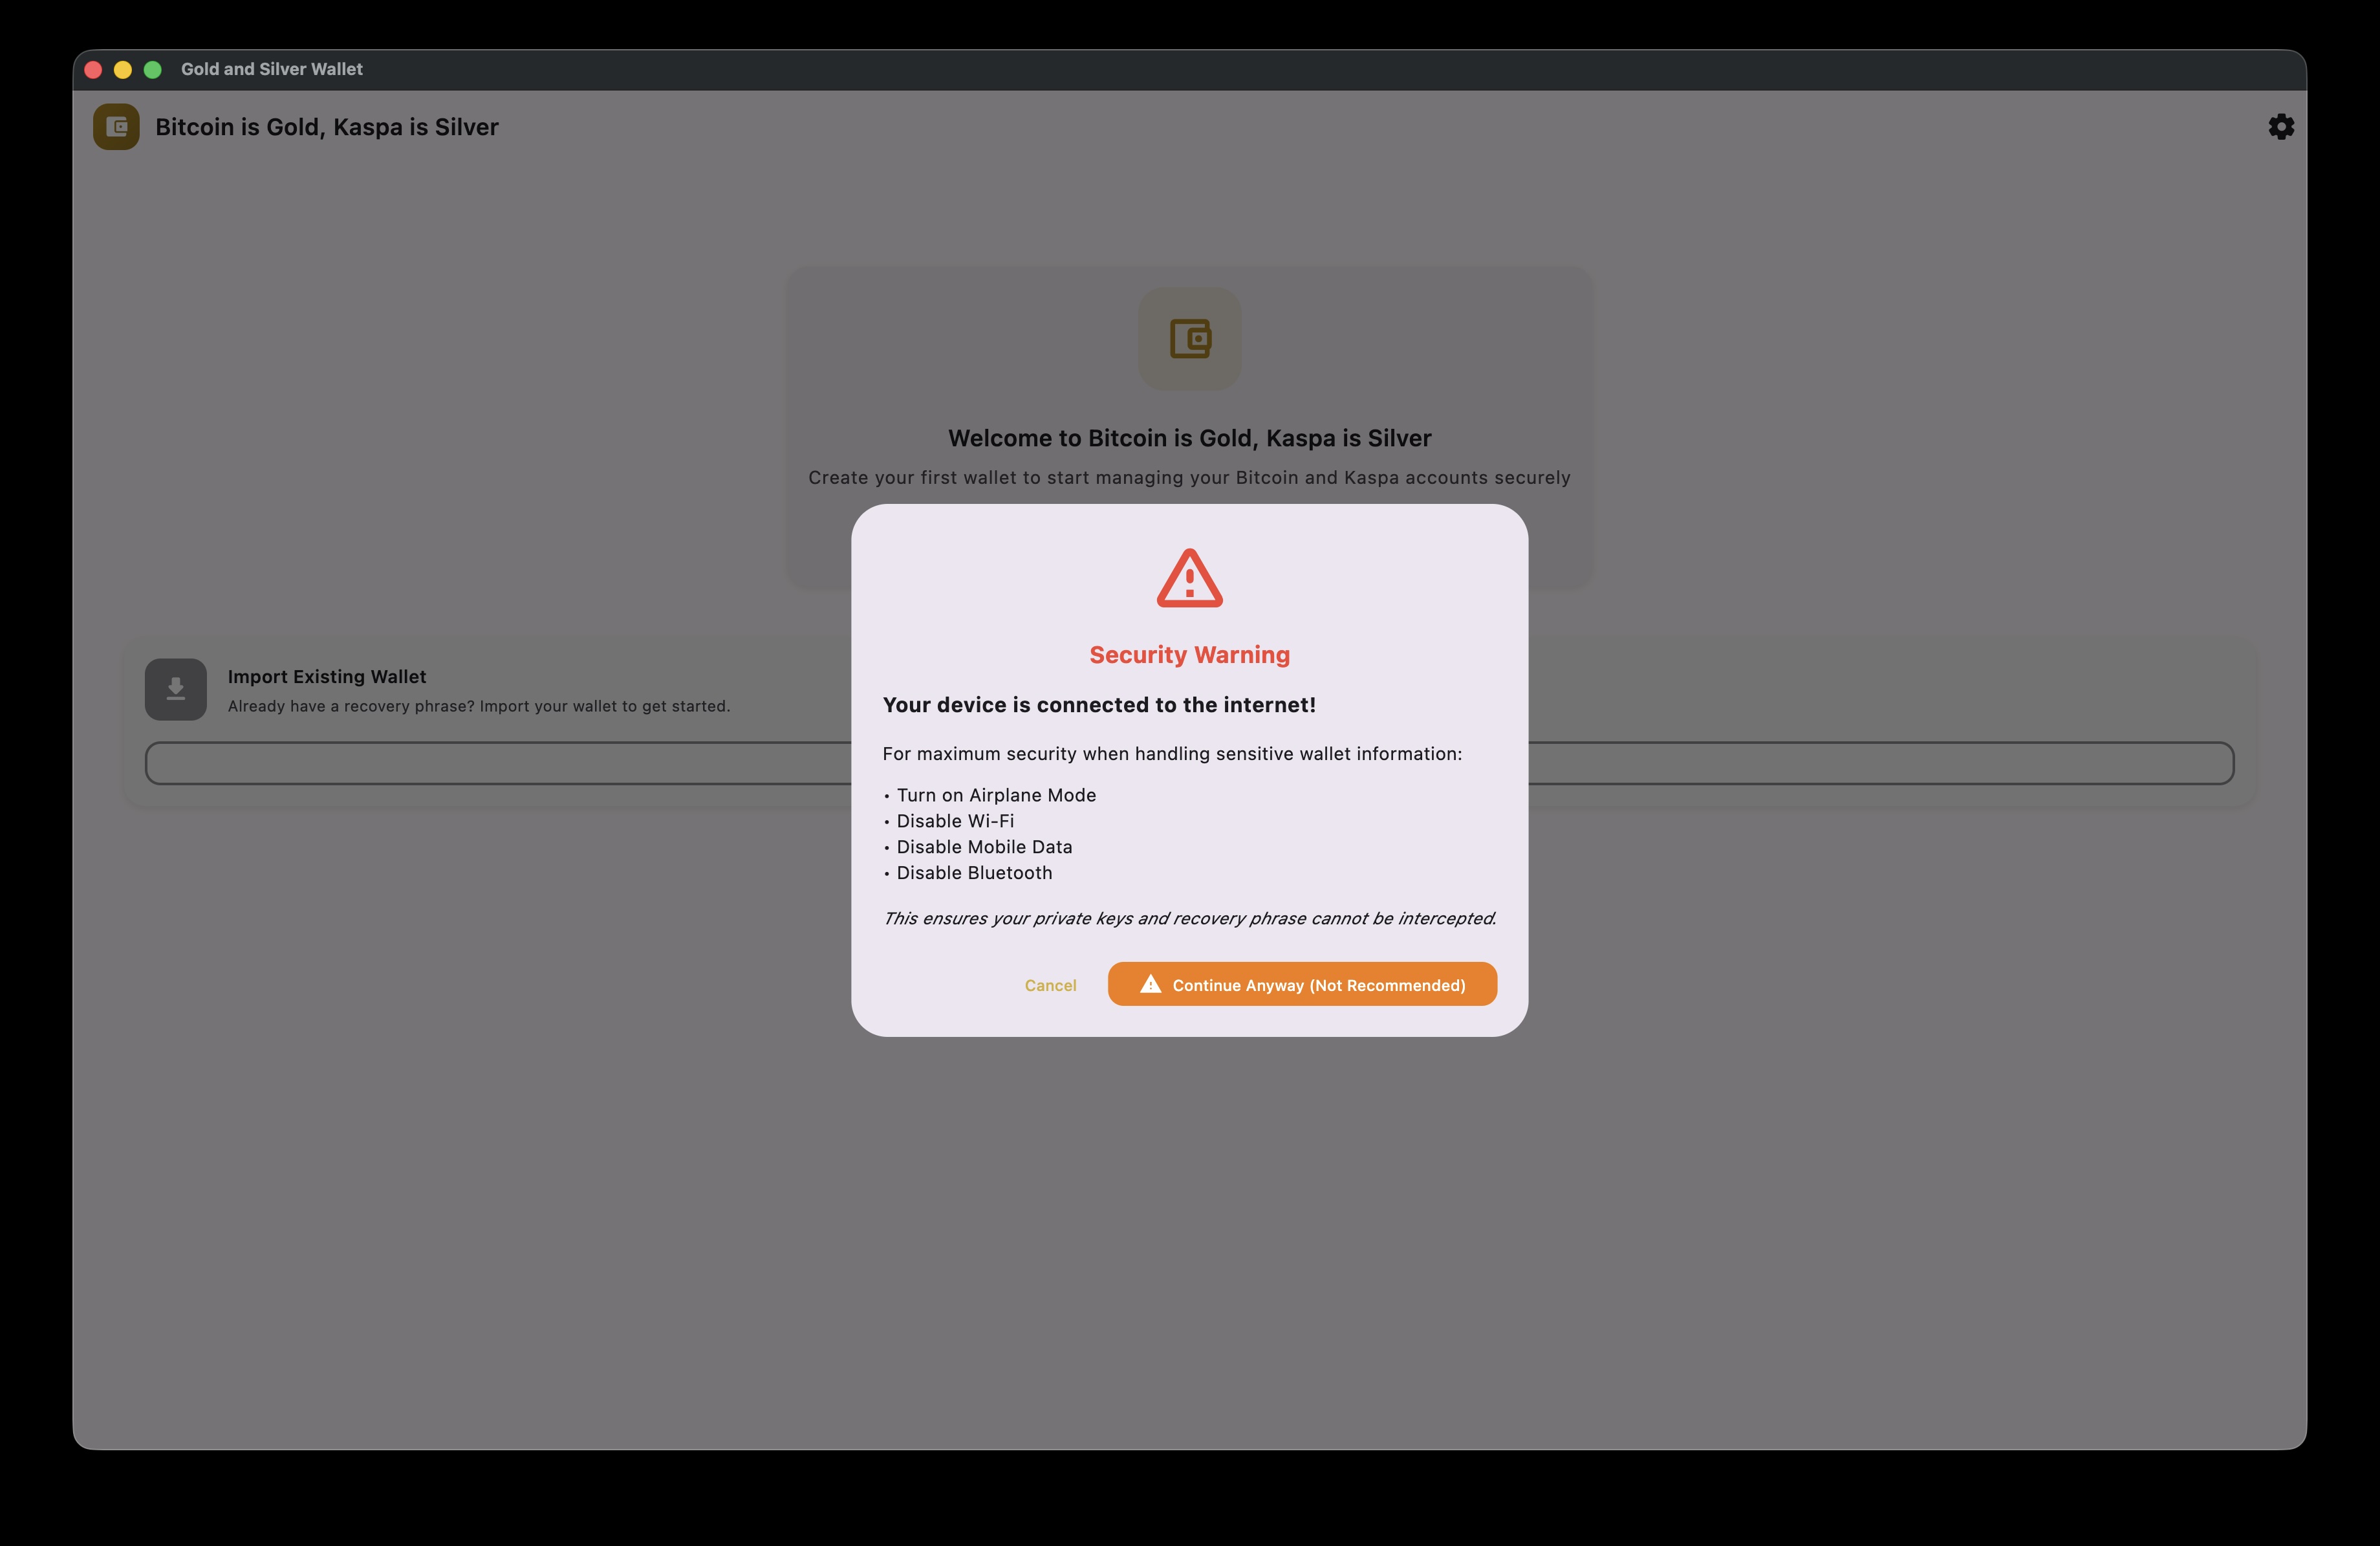 Gold and Silver Wallet
Bitcoin is Gold, Kaspa is Silver
Welcome to Bitcoin is Gold, Kaspa is Silver
Create your first wallet to start managing your Bitcoin and Kaspa accounts securely
Import Existing Wallet
Already have a recovery phrase? Import your wallet to get started.
Security Warning
Your device is connected to the internet!
For maximum security when handling sensitive wallet information:
• Turn on Airplane Mode
• Disable Wi-Fi
• Disable Mobile Data
• Disable Bluetooth
This ensures your private keys and recovery phrase cannot be intercepted.
Cancel
Continue Anyway (Not Recommended)